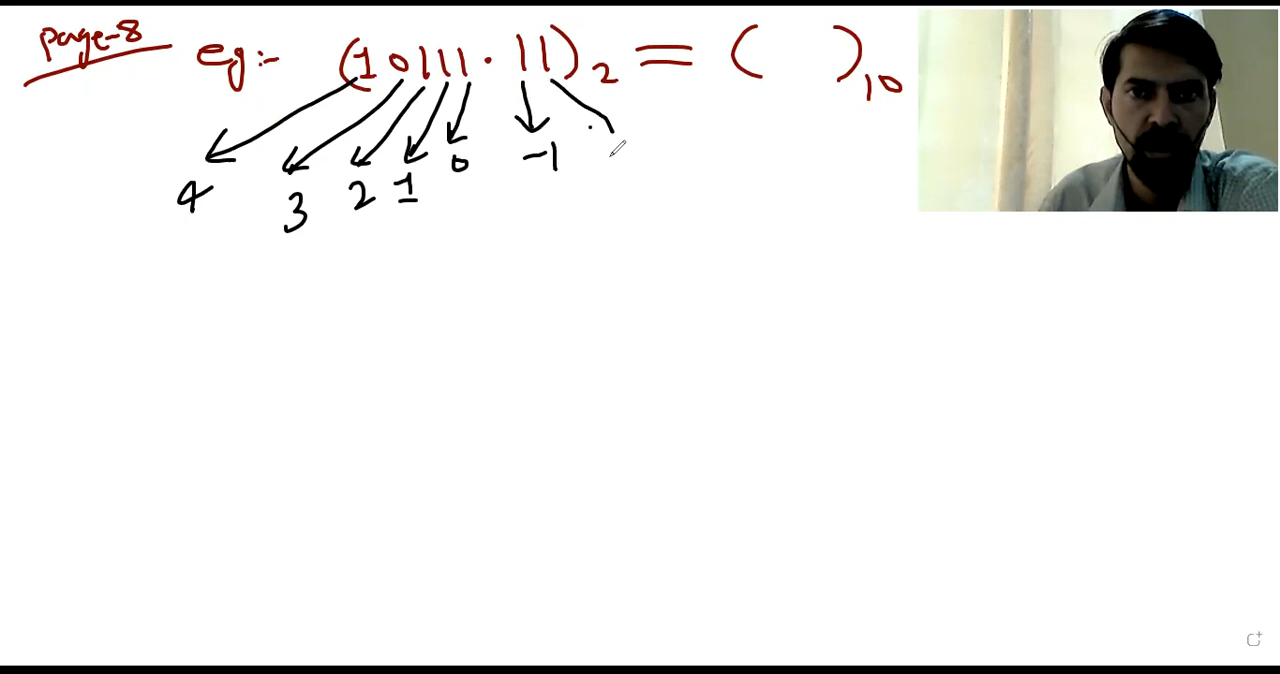 page-8
eg:- (10111.11)2 = ( )10
4 3 2 1 0 -1